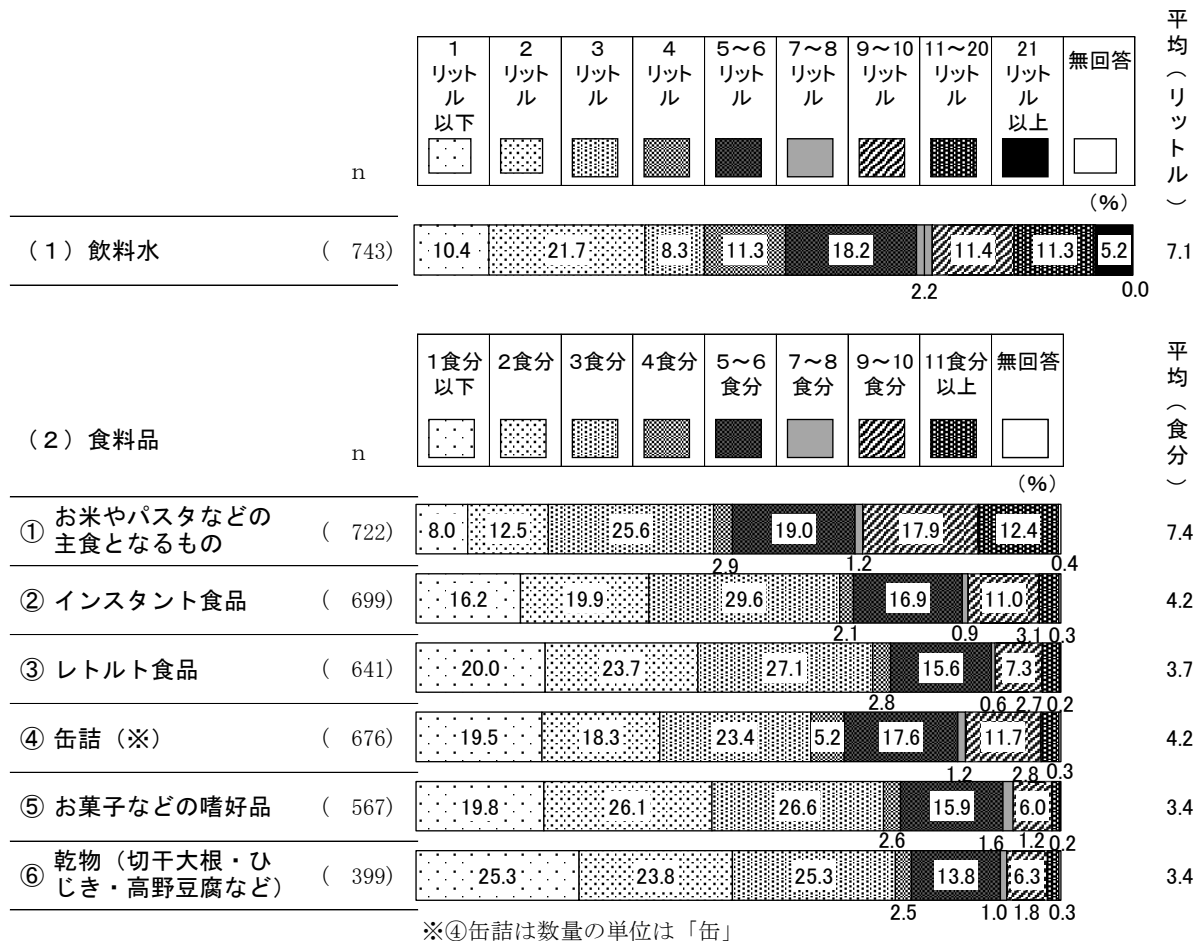 平均（リットル）
1リットル以下 2リットル 3リットル 4リットル 5～6リットル 7～8リットル 9～10リットル 11～20リットル 21リットル以上 無回答
n
（%）
（１）飲料水 （ 743） 10.4 21.7 8.3 11.3 18.2 11.4 11.3 5.2 7.1
2.2 0.0
平均（食分）
1食分以下 2食分 3食分 4食分 5～6食分 7～8食分 9～10食分 11食分以上 無回答
（２）食料品 n
（%）
① お米やパスタなどの
主食となるもの （ 722） 8.0 12.5 25.6 19.0 17.9 12.4 7.4
2.9 1.2 0.4
② インスタント食品 （ 699） 16.2 19.9 29.6 16.9 11.0 4.2
2.1 0.9 3.1 0.3
③ レトルト食品 （ 641） 20.0 23.7 27.1 15.6 7.3 3.7
2.8 0.6 2.7 0.2
④ 缶詰（※） （ 676） 19.5 18.3 23.4 5.2 17.6 11.7 4.2
1.2 2.8 0.3
⑤ お菓子などの嗜好品 （ 567） 19.8 26.1 26.6 15.9 6.0 3.4
2.6 1.6 1.2 0.2
⑥ 乾物（切干大根・ひ
じき・高野豆腐など） （ 399） 25.3 23.8 25.3 13.8 6.3 3.4
2.5 1.0 1.8 0.3
※④缶詰は数量の単位は「缶」